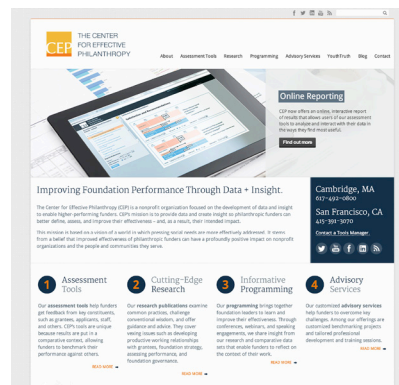 CEP
THE CENTER
FOR EFFECTIVE
PHILANTHROPY
About Assessment Tools Research Programming Advisory Services YouthTruth Blog Contact
Online Reporting
CEP now offers an online, interactive report
of results that allows users of our assessment
tools to analyze and interact with their data in
the ways they find most useful.
Find out more
Improving Foundation Performance Through Data + Insight.
The Center for Effective Philanthropy (CEP) is a nonprofit organization focused on the development of data and insight
to enable higher-performing funders. CEP's mission is to provide data and create insight so philanthropic funders can
better define, assess, and improve their effectiveness – and, as a result, their intended impact.
This mission is based on a vision of a world in which pressing social needs are more effectively addressed. It stems
from a belief that improved effectiveness of philanthropic funders can have a profoundly positive impact on nonprofit
organizations and the people and communities they serve.
Cambridge, MA
617-492-0800
San Francisco, CA
415-391-3070
Contact a Tools Manager
1 Assessment
Tools
Our assessment tools help funders
get feedback from key constituents,
such as grantees, applicants, staff,
and others. CEP's tools are unique
because results are put in a
comparative context, allowing
funders to benchmark their
performance against others.
READ MORE
2 Cutting-Edge
Research
Our research publications examine
common practices, challenge
conventional wisdom, and offer
guidance and advice. They cover
vexing issues such as developing
productive working relationships
with grantees, foundation strategy,
assessing performance, and
foundation governance.
READ MORE
3 Informative
Programming
Our programming brings together
foundation leaders to learn and
improve their effectiveness. Through
conferences, webinars, and speaking
engagements, we share insight from
our research and comparative data
sets that enable funders to reflect on
the context of their work.
READ MORE
4 Advisory
Services
Our customized advisory services
help funders to overcome key
challenges. Among our offerings are
customized benchmarking projects
and tailored professional
development and training sessions.
READ MORE